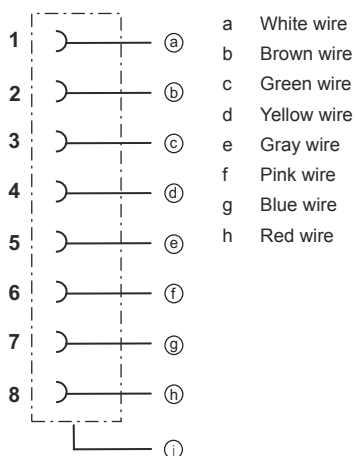 1 ⓐ
2 ⓑ
3 ⓒ
4 ⓓ
5 ⓔ
6 ⓕ
7 ⓖ
8 ⓗ
ⓘ
a White wire
b Brown wire
c Green wire
d Yellow wire
e Gray wire
f Pink wire
g Blue wire
h Red wire